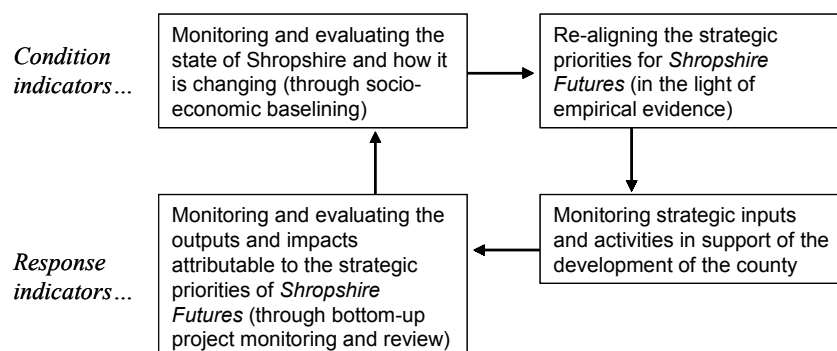 Condition
indicators…
Monitoring and evaluating the
state of Shropshire and how it
is changing (through socio-
economic baselining)
Re-aligning the strategic
priorities for Shropshire
Futures (in the light of
empirical evidence)
Response
indicators…
Monitoring and evaluating the
outputs and impacts
attributable to the strategic
priorities of Shropshire
Futures (through bottom-up
project monitoring and review)
Monitoring strategic inputs
and activities in support of the
development of the county